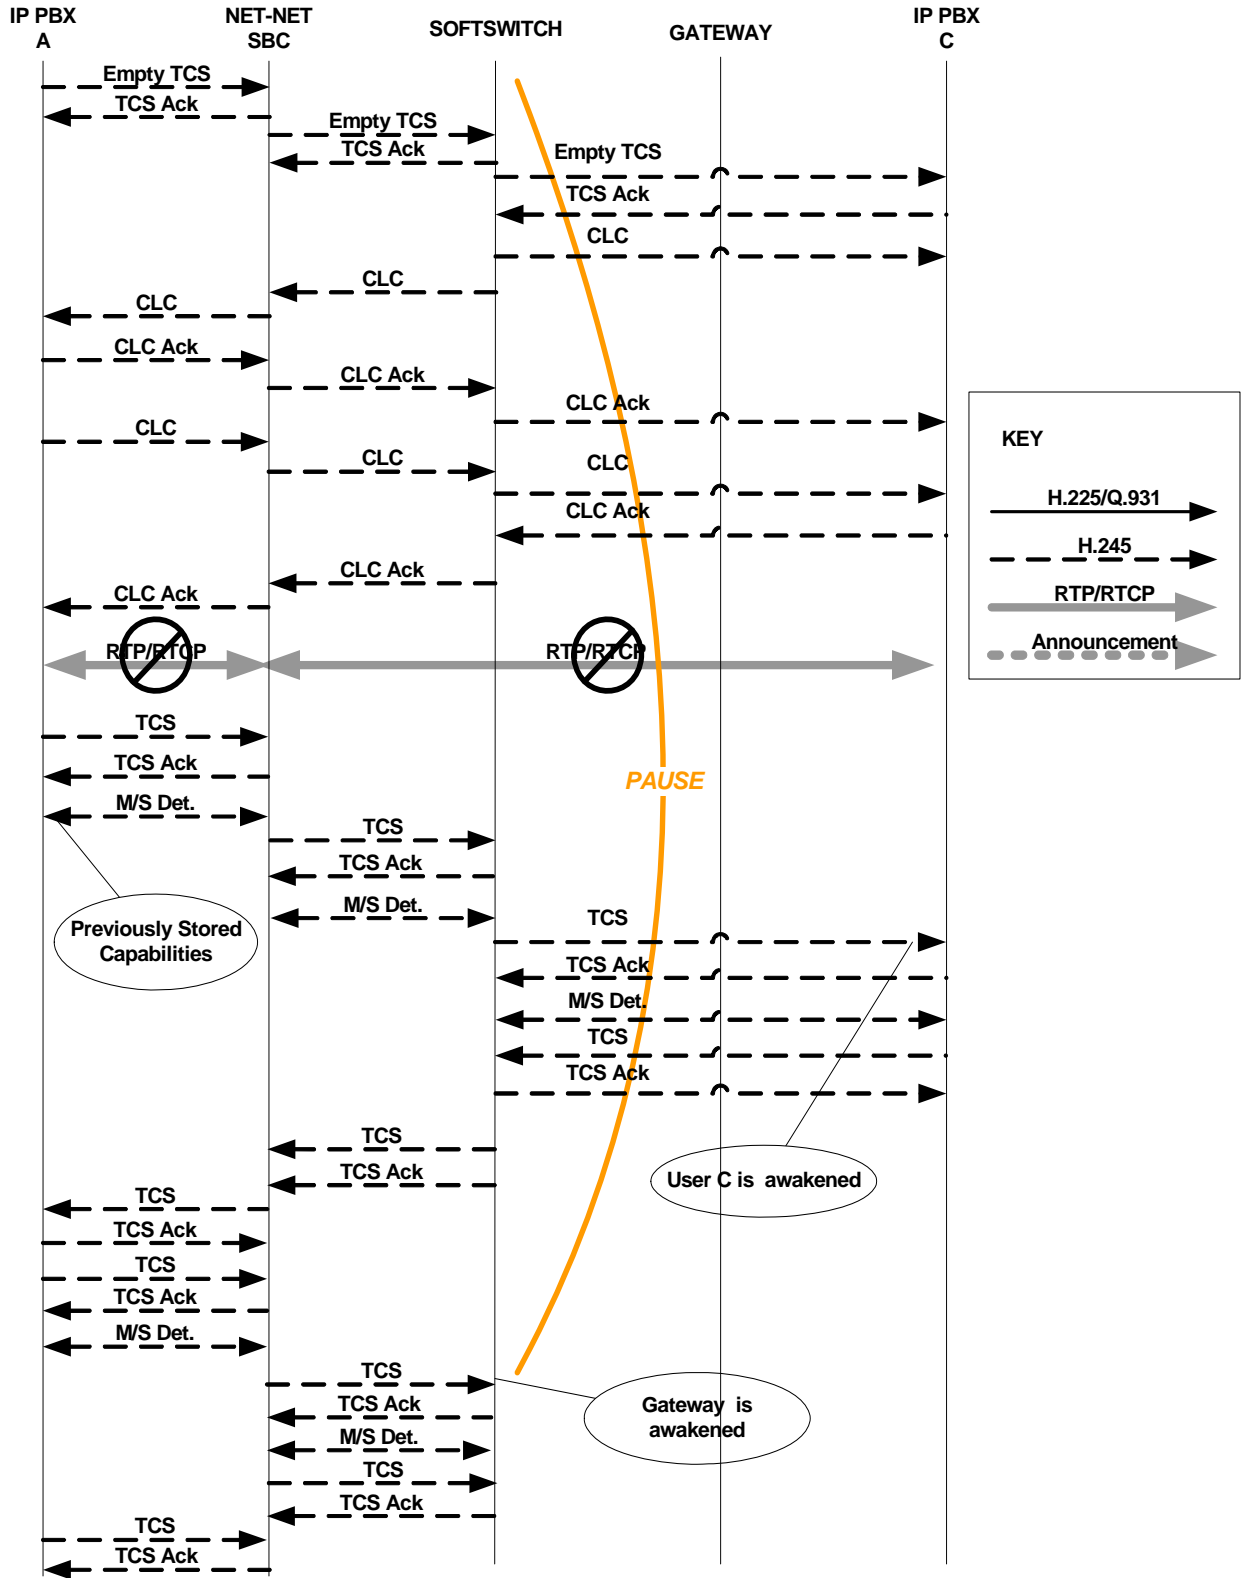 IP PBX
A
NET-NET
SBC
SOFTSWITCH
GATEWAY
IP PBX
C
Empty TCS
TCS Ack
Empty TCS
TCS Ack
Empty TCS
TCS Ack
CLC
CLC
CLC
CLC Ack
CLC Ack
CLC Ack
CLC
CLC
CLC
CLC Ack
CLC Ack
CLC Ack
KEY
H.225/Q.931
H.245
RTP/RTCP
Announcement
RTP/RTCP
RTP/RTCP
TCS
TCS Ack
M/S Det.
PAUSE
TCS
TCS Ack
M/S Det.
Previously Stored
Capabilities
TCS
TCS Ack
M/S Det.
TCS
TCS Ack
TCS
TCS Ack
User C is awakened
TCS
TCS Ack
TCS
TCS Ack
M/S Det.
TCS
TCS Ack
M/S Det.
Gateway is
awakened
TCS
TCS Ack
TCS
TCS Ack